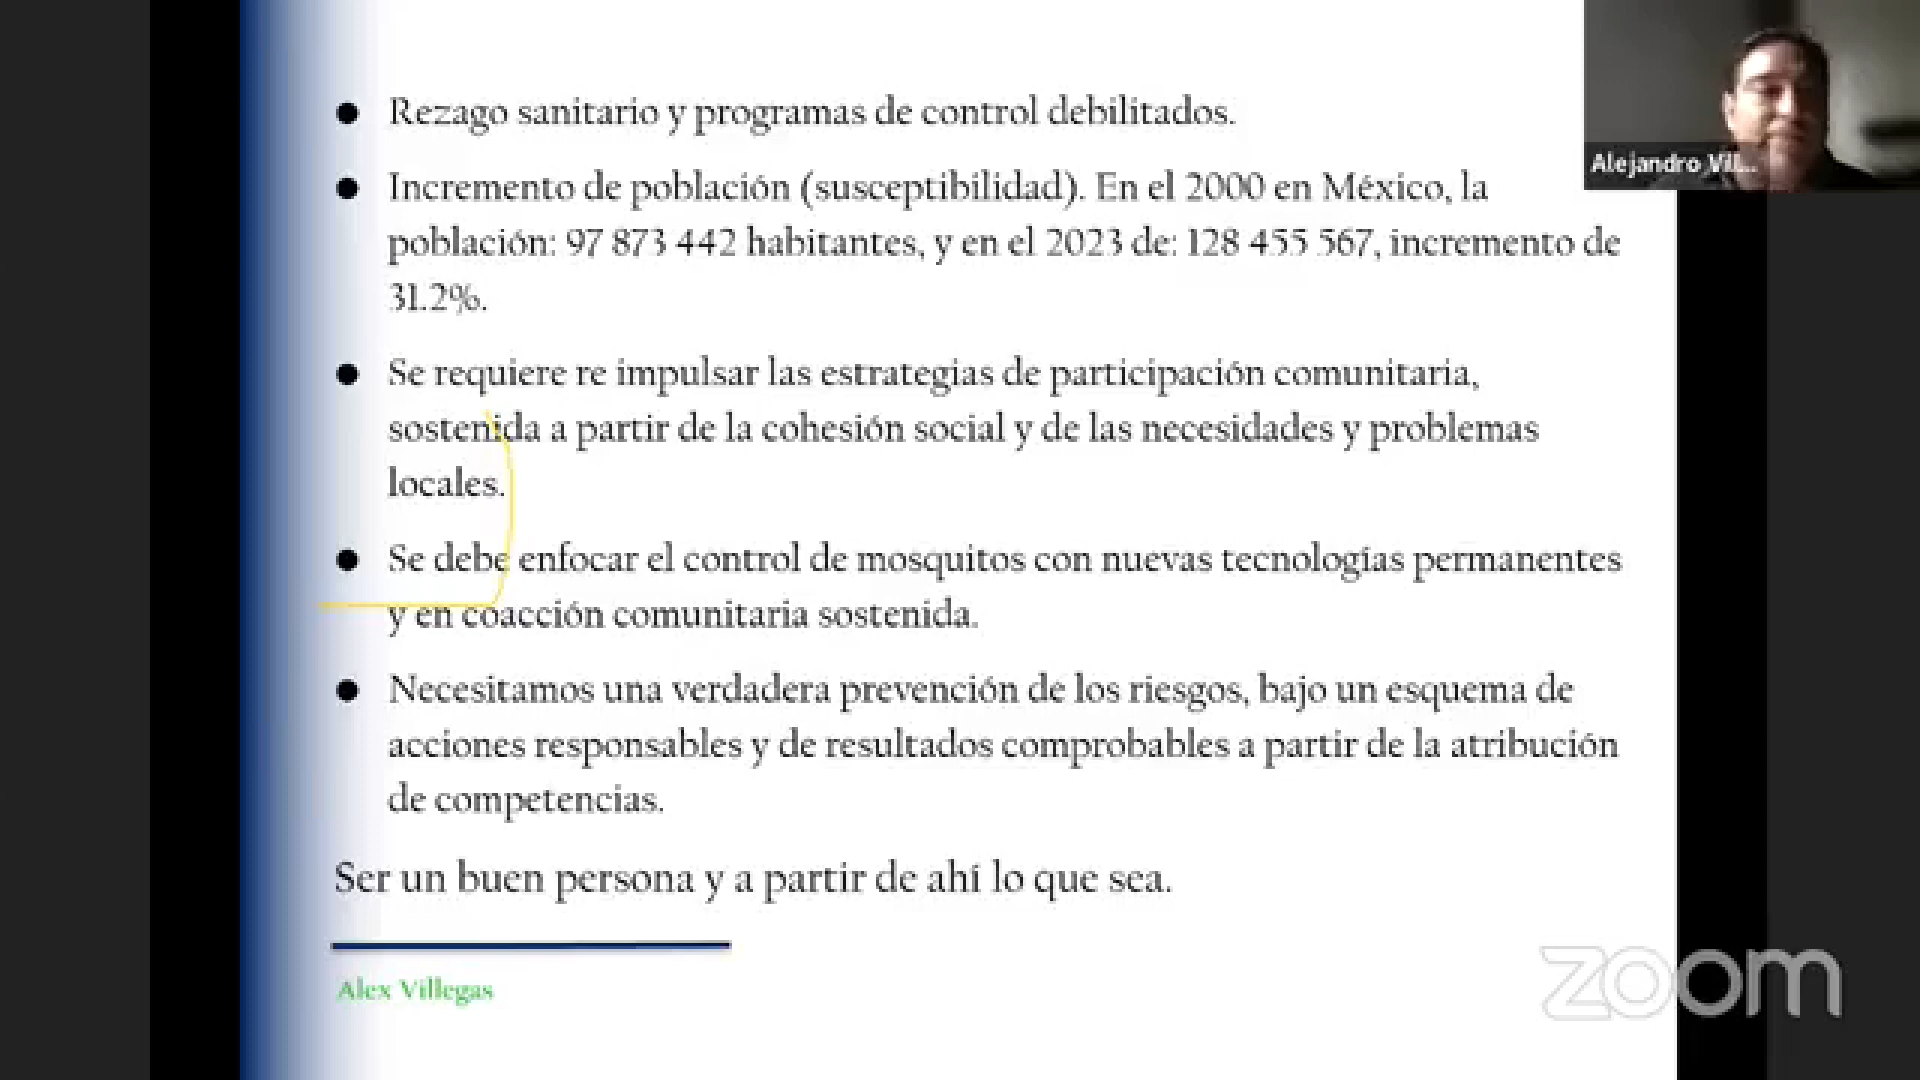 Rezago sanitario y programas de control debilitados.
Incremento de población (susceptibilidad). En el 2000 en México, la
población: 97 873 442 habitantes, y en el 2023 de: 128 455 567, incremento de
31.2%.
Se requiere re impulsar las estrategias de participación comunitaria,
sostenida a partir de la cohesión social y de las necesidades y problemas
locales.
Se debe enfocar el control de mosquitos con nuevas tecnologías permanentes
y en coacción comunitaria sostenida.
Necesitamos una verdadera prevención de los riesgos, bajo un esquema de
acciones responsables y de resultados comprobables a partir de la atribución
de competencias.
Ser un buen persona y a partir de ahí lo que sea.
Alex Villegas
Alejandro Vil...
zoom